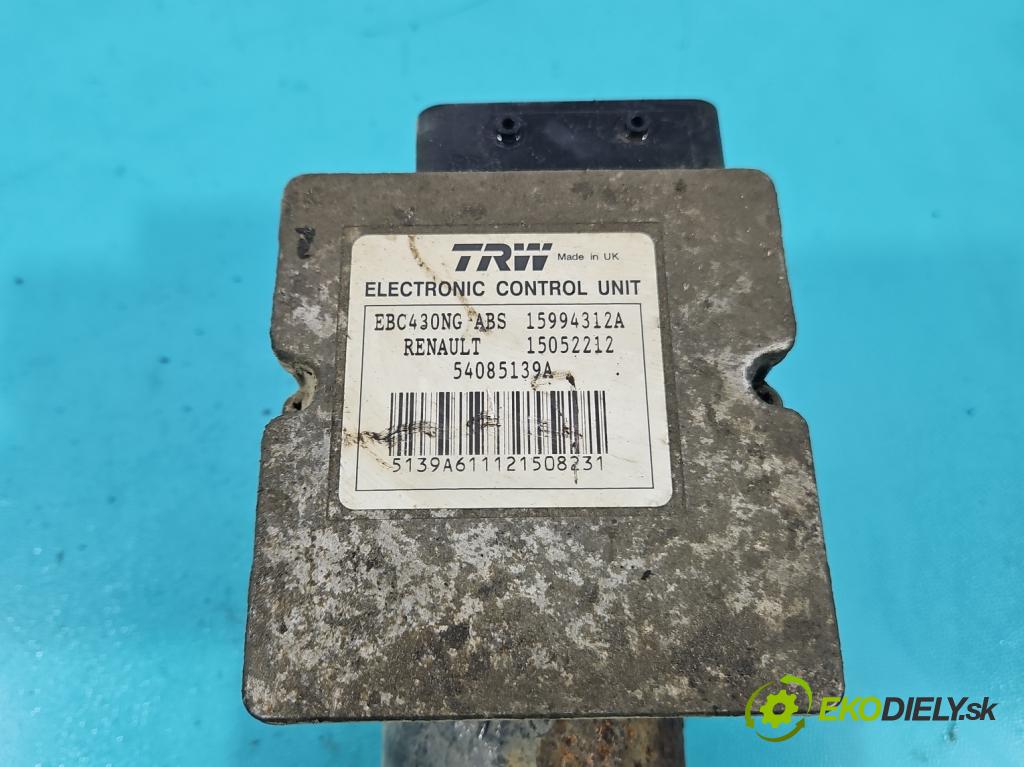 TRW Made in UK
ELECTRONIC CONTROL UNIT
EBC430NG ABS 15994312A
RENAULT 15052212
54085139A
5139A611121508231
EKODIELY.sk